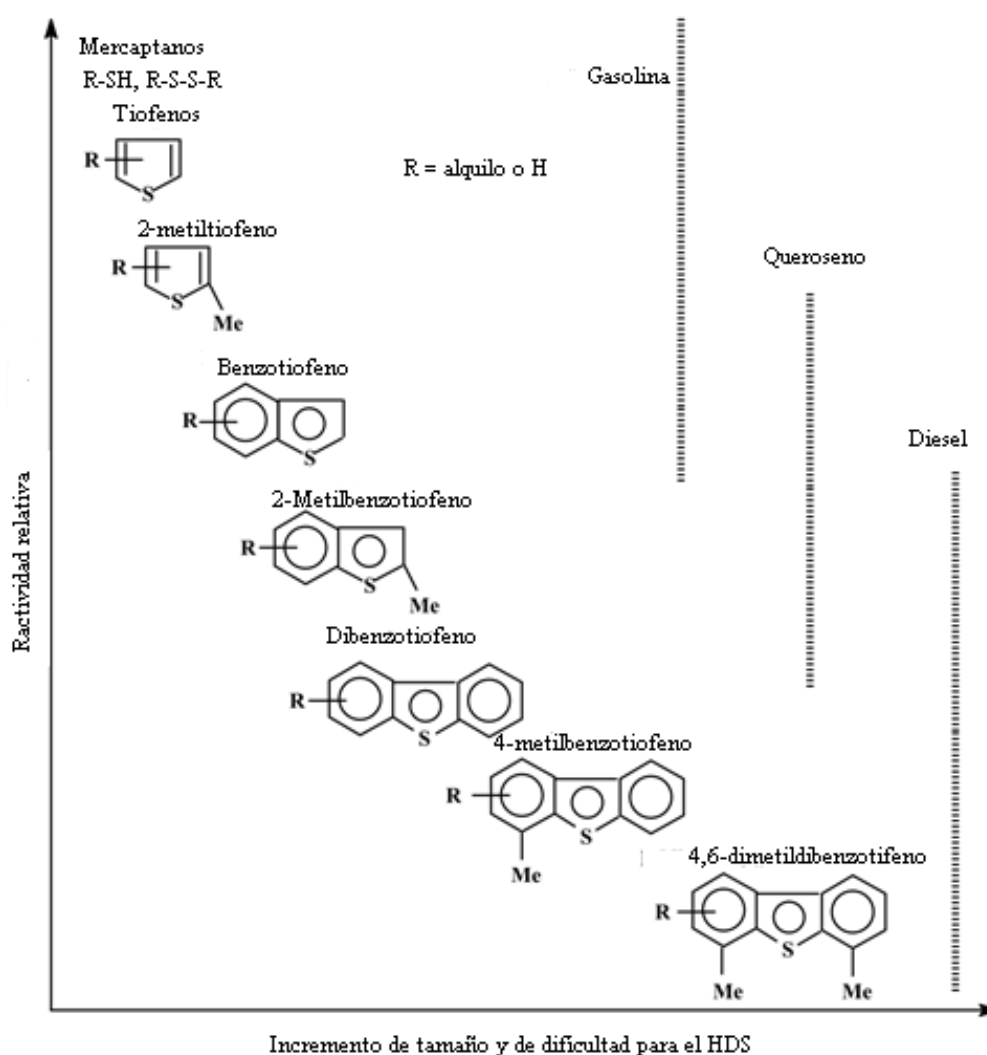 Mercaptanos
R-SH, R-S-S-R
Tiofenos
R
S
Gasolina
R = alquilo o H
2-metiltiofeno
R
S
Me
Queroseno
Benzotiofeno
R
S
Diesel
2-Metilbenzotiofeno
R
S
Me
Dibenzotiofeno
R
S
4-metilbenzotiofeno
R
S
Me
4,6-dimetildibenzotifeno
R
S
Me
Me
Ractividad relativa
Incremento de tamaño y de dificultad para el HDS